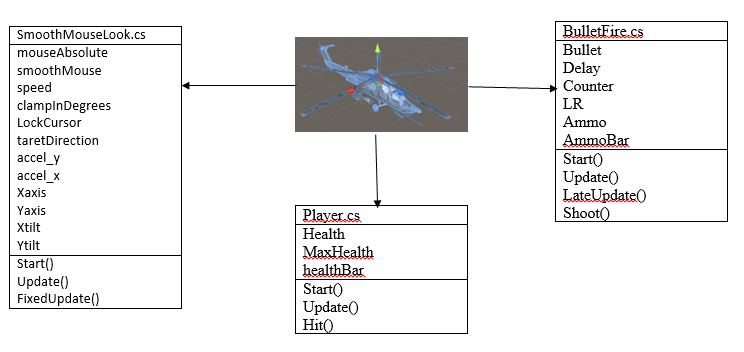 SmoothMouseLook.cs
mouseAbsolute
smoothMouse
speed
clampInDegrees
LockCursor
taretDirection
accel_y
accel_x
Xaxis
Yaxis
Xtilt
Ytilt
Start()
Update()
FixedUpdate()
Player.cs
Health
MaxHealth
healthBar
Start()
Update()
Hit()
BulletFire.cs
Bullet
Delay
Counter
LR
Ammo
AmmoBar
Start()
Update()
LateUpdate()
Shoot()